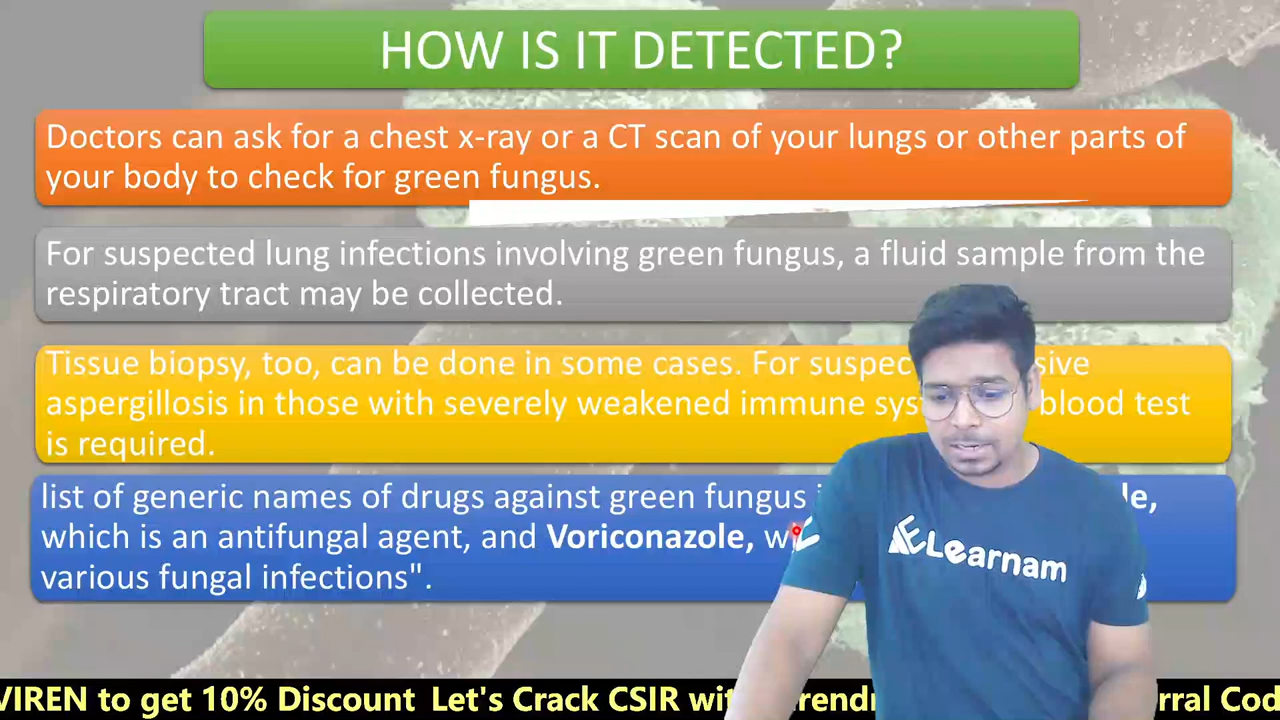 HOW IS IT DETECTED?
Doctors can ask for a chest x-ray or a CT scan of your lungs or other parts of
your body to check for green fungus.
For suspected lung infections involving green fungus, a fluid sample from the
respiratory tract may be collected.
Tissue biopsy, too, can be done in some cases. For
aspergillosis in those with severely weakened immune blood test
is required.
list of generic names of drugs against green fungus
which is an antifungal agent, and Voriconazole,
various fungal infections".
Learnam
VIREN to get 10% Discount Let's Crack CSIR